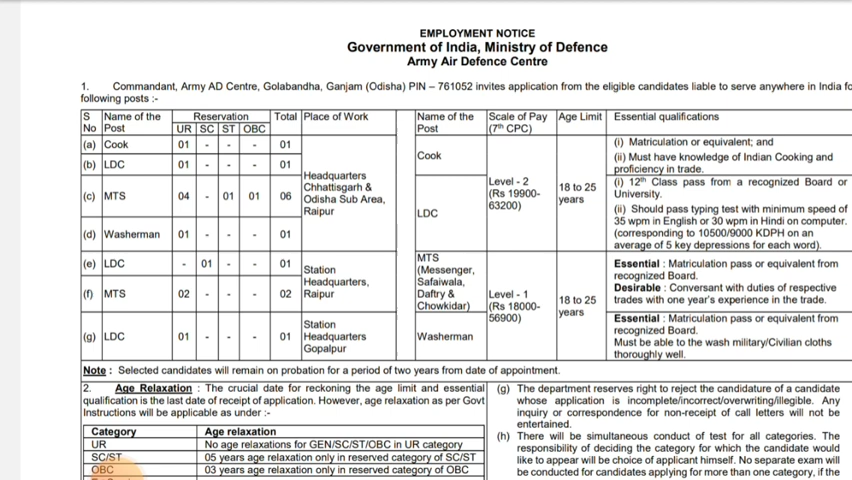 EMPLOYMENT NOTICE
Government of India, Ministry of Defence
Army Air Defence Centre
1. Commandant, Army AD Centre, Golabandha, Ganjam (Odisha) PIN – 761052 invites application from the eligible candidates liable to serve anywhere in India fo
following posts :-
S No Name of the Post Reservation Total Place of Work
UR SC ST OBC
(a) Cook 01 - - - 01
(b) LDC 01 - - - 01
(c) MTS 04 - 01 01 06
(d) Washerman 01 - - - 01
Headquarters
Chhattisgarh &
Odisha Sub Area,
Raipur
(e) LDC - 01 - - 01
(f) MTS 02 - - - 02
Station
Headquarters,
Raipur
(g) LDC 01 - - - 01
Station
Headquarters
Gopalpur
Name of the Post Scale of Pay (7th CPC) Age Limit Essential qualifications
Cook
(i) Matriculation or equivalent; and
(ii) Must have knowledge of Indian Cooking and
proficiency in trade.
LDC
Level - 2
(Rs 19900-
63200)
18 to 25
years
(i) 12th Class pass from a recognized Board or
University.
(ii) Should pass typing test with minimum speed of
35 wpm in English or 30 wpm in Hindi on computer.
(corresponding to 10500/9000 KDPH on an
average of 5 key depressions for each word).
MTS
(Messenger,
Safaiwala,
Daftry &
Chowkidar)
Level - 1
(Rs 18000-
56900)
18 to 25
years
Essential : Matriculation pass or equivalent from
recognized Board.
Desirable : Conversant with duties of respective
trades with one year's experience in the trade.
Washerman
Essential : Matriculation pass or equivalent from
recognized Board.
Must be able to the wash military/Civilian cloths
thoroughly well.
Note : Selected candidates will remain on probation for a period of two years from date of appointment.
2. Age Relaxation : The crucial date for reckoning the age limit and essential
qualification is the last date of receipt of application. However, age relaxation as per Govt
Instructions will be applicable as under :-
Category Age relaxation
UR No age relaxations for GEN/SC/ST/OBC in UR category
SC/ST 05 years age relaxation only in reserved category of SC/ST
OBC 03 years age relaxation only in reserved category of OBC
(g) The department reserves right to reject the candidature of a candidate
whose application is incomplete/incorrect/overwriting/illegible. Any
inquiry or correspondence for non-receipt of call letters will not be
entertained.
(h) There will be simultaneous conduct of test for all categories. The
responsibility of deciding the category for which the candidate would
like to appear will be choice of applicant himself. No separate exam will
be conducted for candidates applying for more than one category, if the